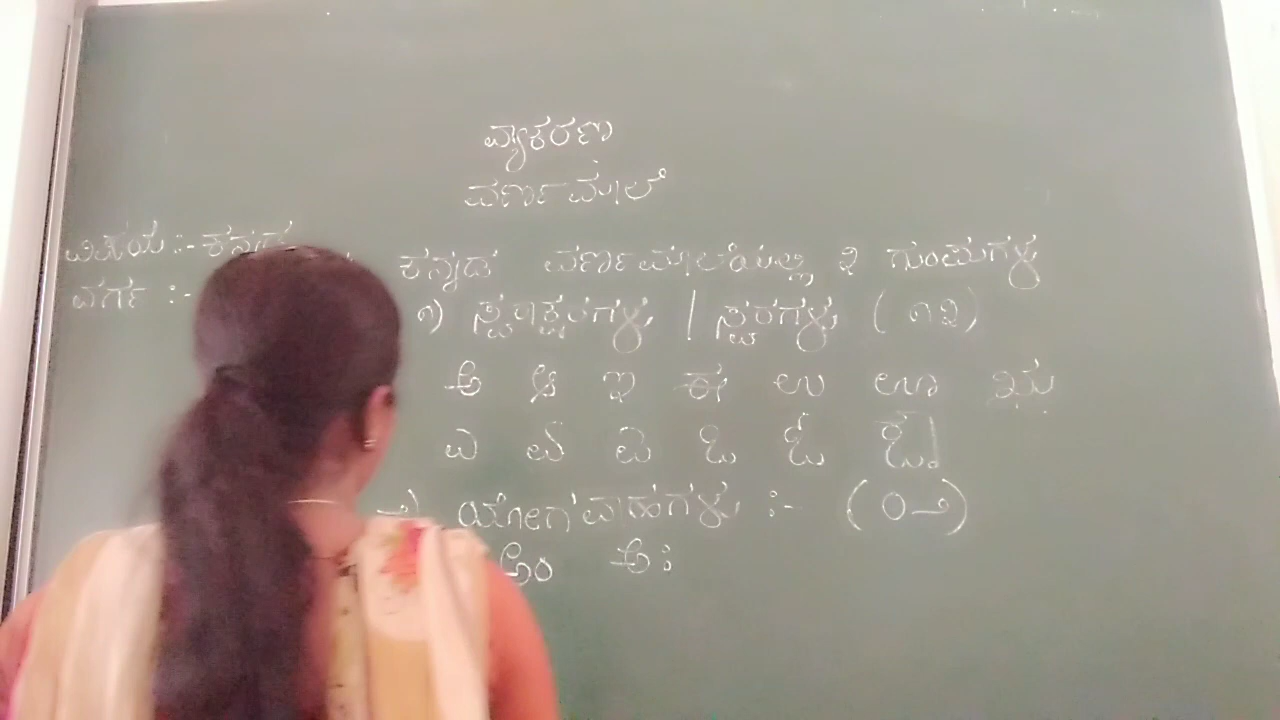 ವ್ಯಾಕರಣ
ವರ್ಣಮಾಲೆ
ವಿಷಯ :- ಕನ್ನಡ
ವರ್ಗ :-
ಕನ್ನಡ ವರ್ಣಮಾಲೆಯಲ್ಲಿ ೩ ಗುಂಪುಗಳು
೧) ಸ್ವರಾಕ್ಷರಗಳು / ಸ್ವರಗಳು ( ೧೩ )
ಅ ಆ ಇ ಈ ಉ ಊ ಋ
ಎ ಏ ಐ ಒ ಓ ಔ
೨) ಯೋಗವಾಹಗಳು :- ( ೦೨ )
ಅಂ ಅಃ